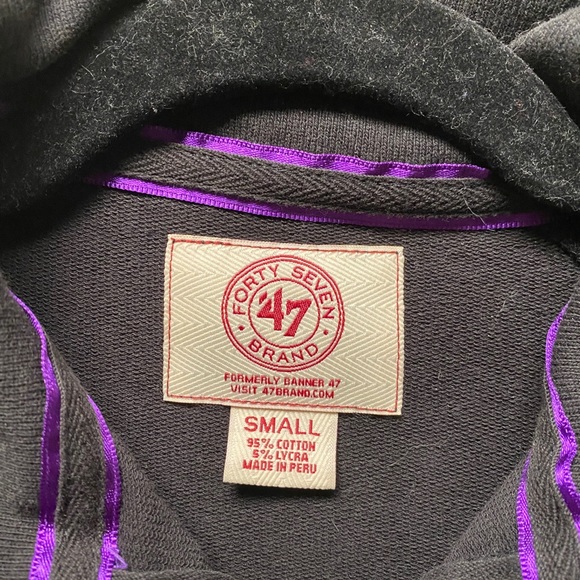 FORTY SEVEN
'47
BRAND
FORMERLY BANNER 47
VISIT 47BRAND.COM
SMALL
95% COTTON
5% LYCRA
MADE IN PERU